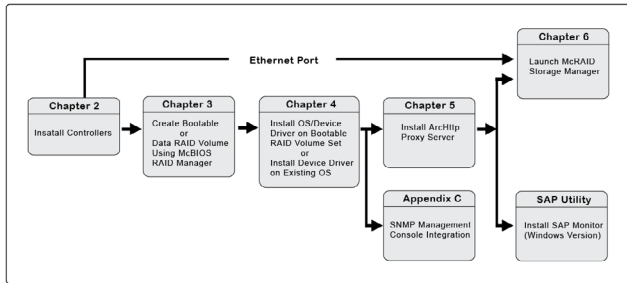 Chapter 6
Launch McRAID
Storage Manager
Ethernet Port
Chapter 2
Insatall Controllers
Chapter 3
Create Bootable
or
Data RAID Volume
Using McBIOS
RAID Manager
Chapter 4
Install OS/Device
Driver on Bootable
RAID Volume Set
or
Install Device Driver
on Existing OS
Chapter 5
Install ArcHttp
Proxy Server
Appendix C
SNMP Management
Console Integration
SAP Utility
Install SAP Monitor
(Windows Version)